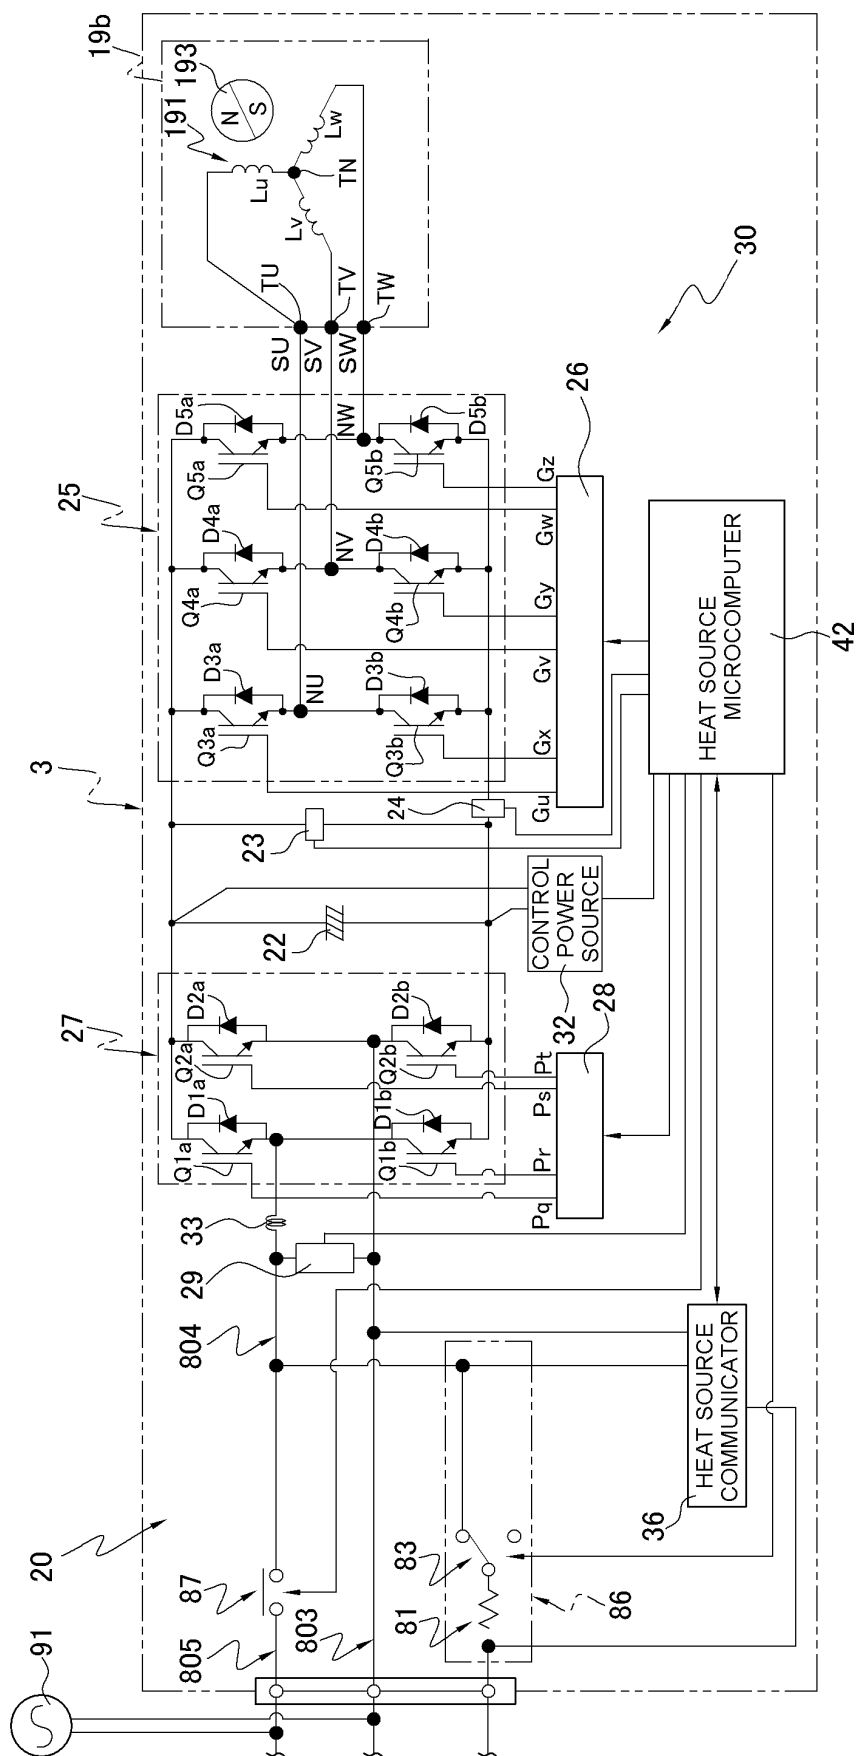 91
20
87
805
803
804
29
33
27
Q1a
D1a
Q2a
D2a
Q1b
D1b
Q2b
D2b
Pq
Pr
Ps
Pt
28
22
CONTROL
POWER
SOURCE
32
23
24
3
25
Q3a
D3a
Q4a
D4a
Q5a
D5a
NU
NV
NW
Q3b
D3b
Q4b
D4b
Q5b
D5b
Gu
Gx
Gv
Gy
Gw
Gz
26
SU
SV
SW
TU
TV
TW
19b
191
193
N
S
Lu
Lv
Lw
TN
30
HEAT SOURCE
MICROCOMPUTER
42
HEAT SOURCE
COMMUNICATOR
36
81
83
86